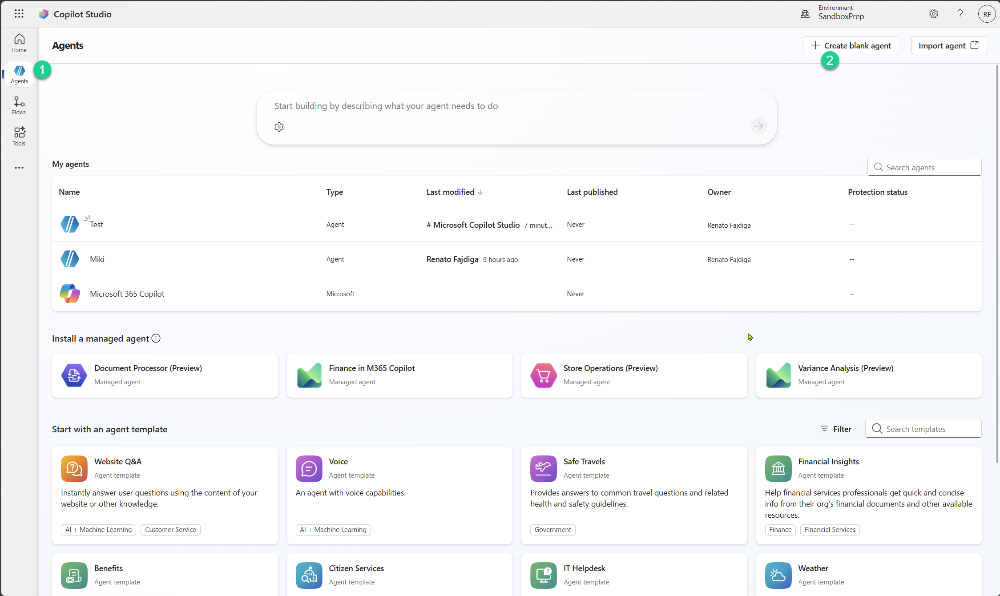 Copilot Studio
Environment
SandboxPrep
RF
Home
Agents
Flows
Tools
1
Agents
Create blank agent
Import agent
2
Start building by describing what your agent needs to do
My agents
Search agents
Name Type Last modified Last published Owner Protection status
Test Agent # Microsoft Copilot Studio 7 minut... Never Renato Fajdiga --
Miki Agent Renato Fajdiga 9 hours ago Never Renato Fajdiga --
Microsoft 365 Copilot Microsoft Never --
Install a managed agent
Document Processor (Preview)
Managed agent
Finance in M365 Copilot
Managed agent
Store Operations (Preview)
Managed agent
Variance Analysis (Preview)
Managed agent
Start with an agent template
Filter
Search templates
Website Q&A
Agent template
Instantly answer user questions using the content of your
website or other knowledge.
AI + Machine Learning Customer Service
Voice
Agent template
An agent with voice capabilities.
AI + Machine Learning
Safe Travels
Agent template
Provides answers to common travel questions and related
health and safety guidelines.
Government
Financial Insights
Agent template
Help financial services professionals get quick and concise
info from their org's financial documents and other available
resources.
Finance Financial Services
Benefits
Agent template
Citizen Services
Agent template
IT Helpdesk
Agent template
Weather
Agent template